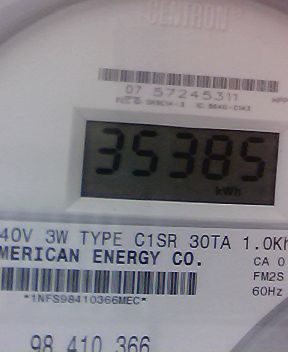 CENTRON
07 57245311
35385
kWh
40V 3W TYPE C1SR 30TA 1.0Kh
MERICAN ENERGY CO.
CA 0
FM2S
*1NFS98410366MEC*
60Hz
98 410 366